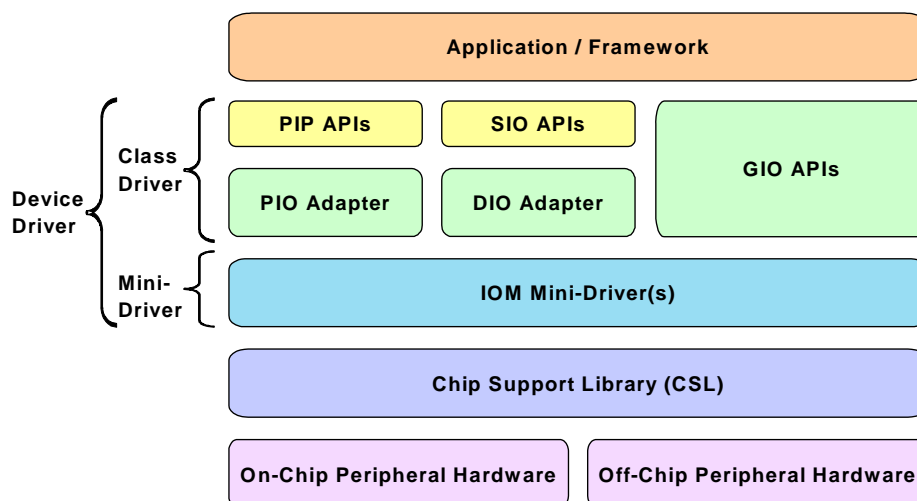 Application / Framework
Device
Driver
Class
Driver
PIP APIs
SIO APIs
GIO APIs
PIO Adapter
DIO Adapter
Mini-
Driver
IOM Mini-Driver(s)
Chip Support Library (CSL)
On-Chip Peripheral Hardware
Off-Chip Peripheral Hardware